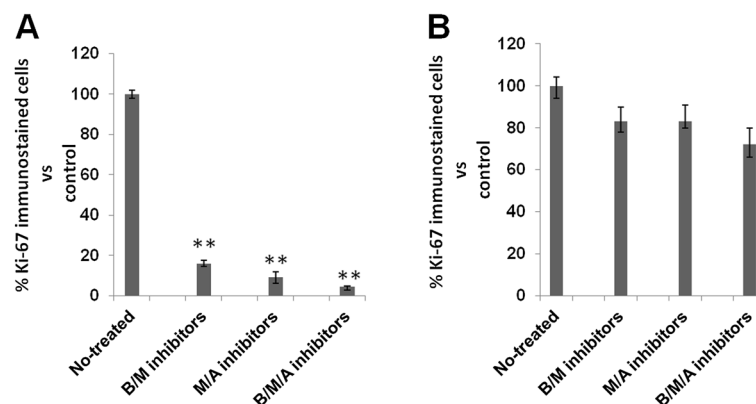 A
% Ki-67 immunostained cells
vs
control
120
100
80
60
40
20
0
**
**
**
No-treated
B/M inhibitors
M/A inhibitors
B/M/A inhibitors
B
% Ki-67 immunostained cells
vs
control
120
100
80
60
40
20
0
No-treated
B/M inhibitors
M/A inhibitors
B/M/A inhibitors